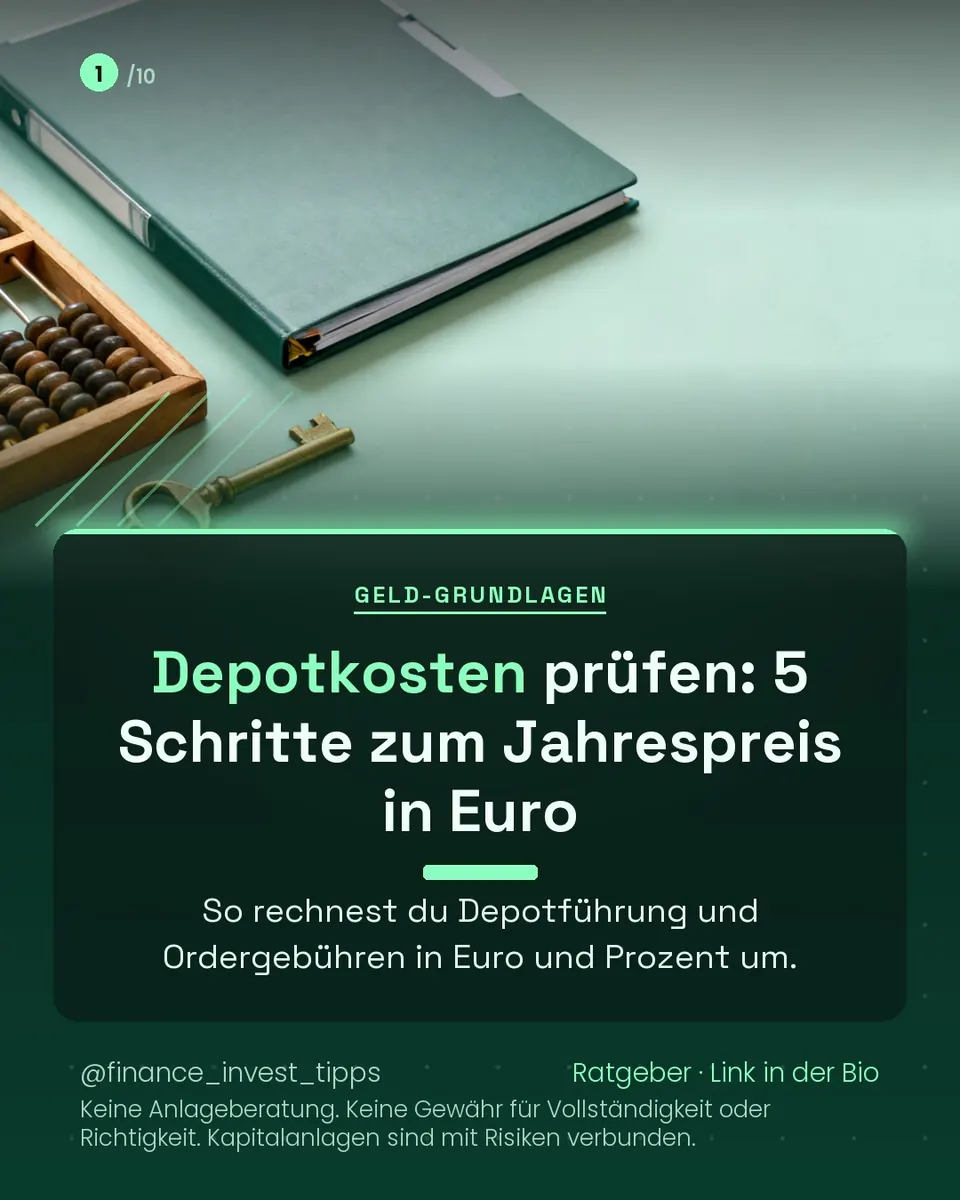 1 /10
GELD-GRUNDLAGEN
Depotkosten prüfen: 5
Schritte zum Jahrespreis
in Euro
So rechnest du Depotführung und
Ordergebühren in Euro und Prozent um.
@finance_invest_tipps
Ratgeber · Link in der Bio
Keine Anlageberatung. Keine Gewähr für Vollständigkeit oder
Richtigkeit. Kapitalanlagen sind mit Risiken verbunden.